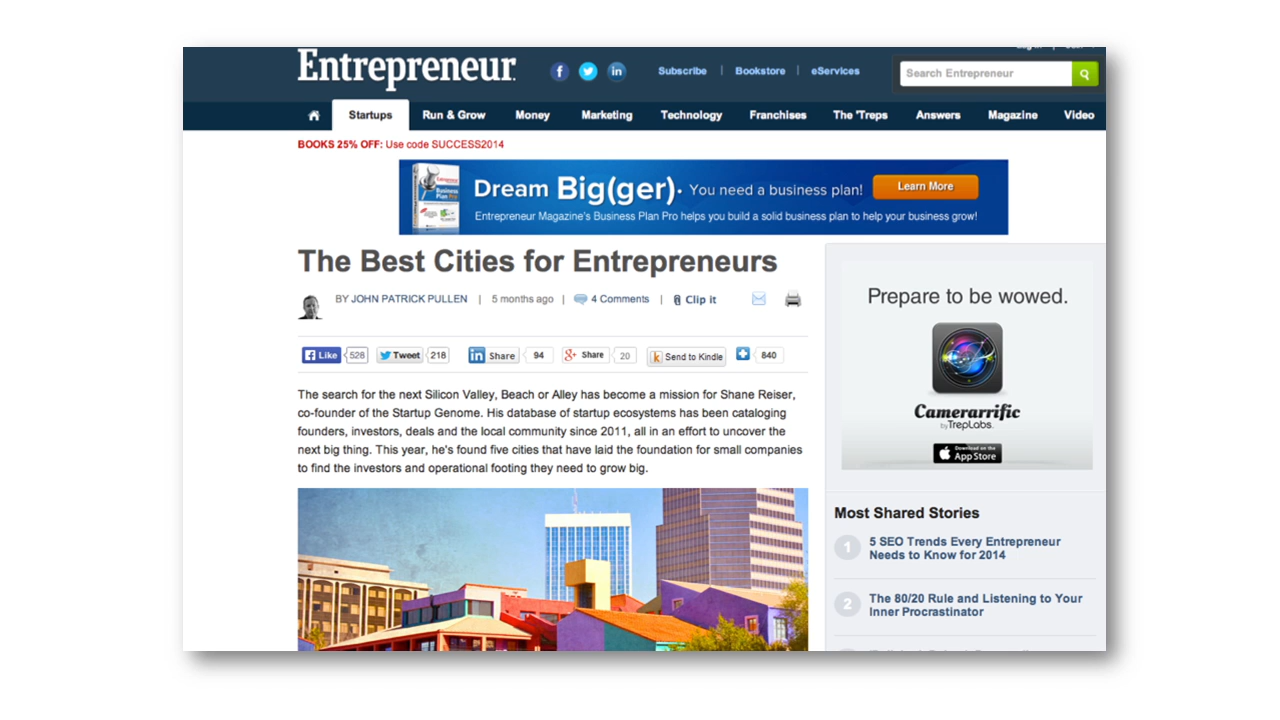 Entrepreneur
f
in
Subscribe | Bookstore | eServices
Search Entrepreneur
Startups Run & Grow Money Marketing Technology Franchises The 'Treps Answers Magazine Video
BOOKS 25% OFF: Use code SUCCESS2014
Dream Big(ger). You need a business plan!
Learn More
Entrepreneur Magazine's Business Plan Pro helps you build a solid business plan to help your business grow!
The Best Cities for Entrepreneurs
BY JOHN PATRICK PULLEN | 5 months ago | 4 Comments | Clip it
Like 528 Tweet 218 in Share 94 g+ Share 20 k Send to Kindle 840
The search for the next Silicon Valley, Beach or Alley has become a mission for Shane Reiser,
co-founder of the Startup Genome. His database of startup ecosystems has been cataloging
founders, investors, deals and the local community since 2011, all in an effort to uncover the
next big thing. This year, he's found five cities that have laid the foundation for small companies
to find the investors and operational footing they need to grow big.
Prepare to be wowed.
Camerarrific
by TrepLabs.
Download on the
App Store
Most Shared Stories
1 5 SEO Trends Every Entrepreneur
Needs to Know for 2014
2 The 80/20 Rule and Listening to Your
Inner Procrastinator